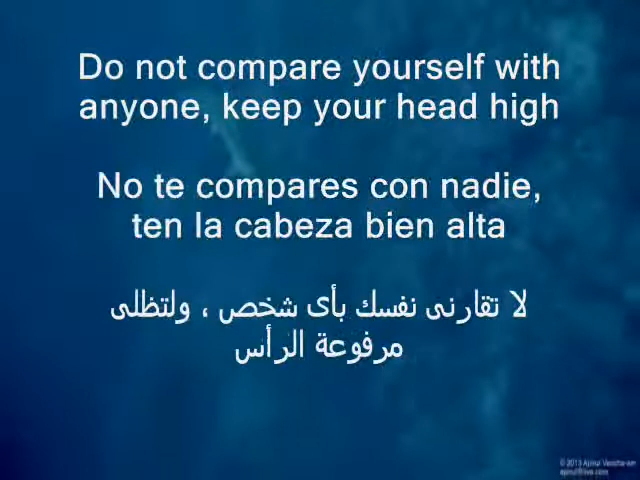 Do not compare yourself with
anyone, keep your head high
No te compares con nadie,
ten la cabeza bien alta
لا تقارنى نفسك بأى شخص ، ولتظلى
مرفوعة الرأس
© 2013